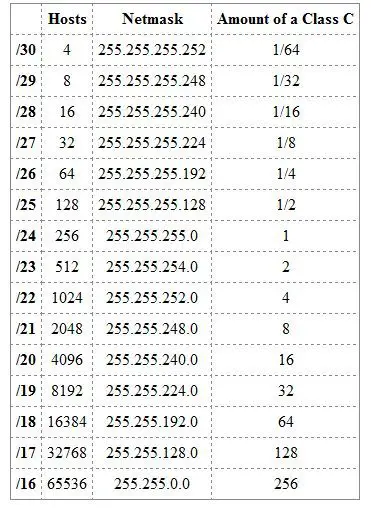 Hosts Netmask Amount of a Class C
/30 4 255.255.255.252 1/64
/29 8 255.255.255.248 1/32
/28 16 255.255.255.240 1/16
/27 32 255.255.255.224 1/8
/26 64 255.255.255.192 1/4
/25 128 255.255.255.128 1/2
/24 256 255.255.255.0 1
/23 512 255.255.254.0 2
/22 1024 255.255.252.0 4
/21 2048 255.255.248.0 8
/20 4096 255.255.240.0 16
/19 8192 255.255.224.0 32
/18 16384 255.255.192.0 64
/17 32768 255.255.128.0 128
/16 65536 255.255.0.0 256